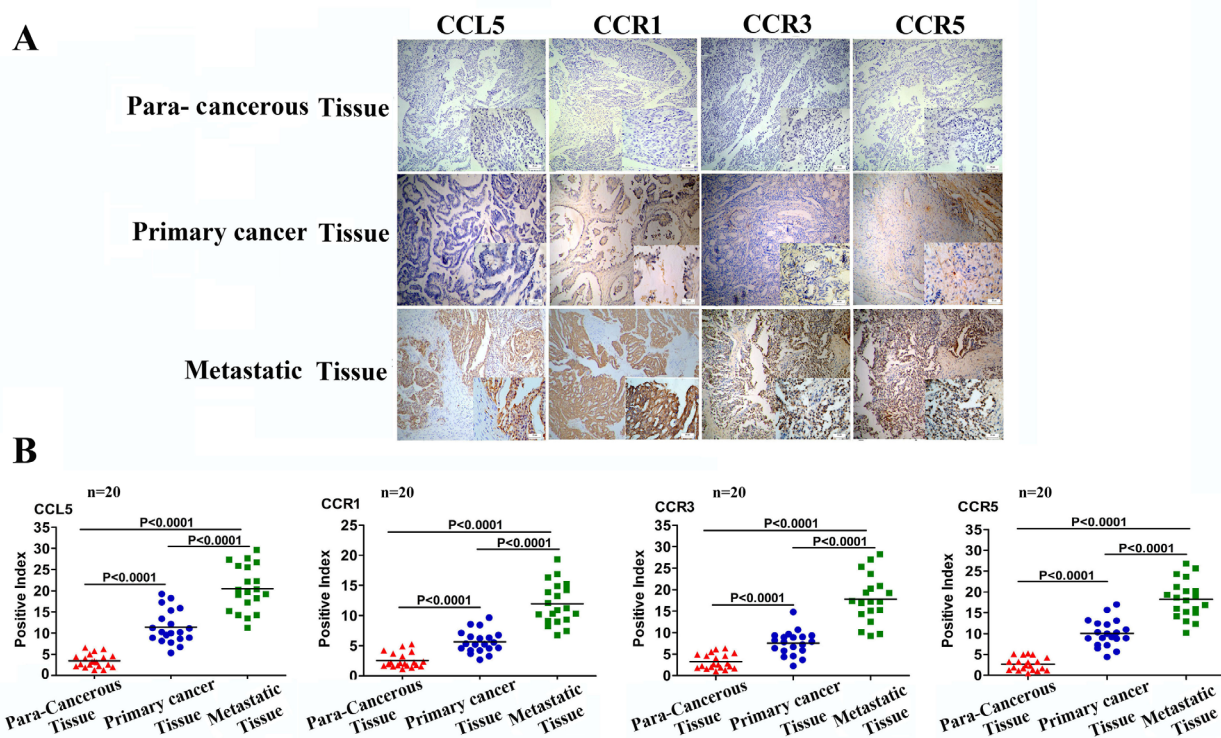 A
CCL5 CCR1 CCR3 CCR5
Para- cancerous Tissue
Primary cancer Tissue
Metastatic Tissue
B
CCL5 n=20
Positive Index
35
30
25
20
15
10
5
0
P<0.0001
P<0.0001
P<0.0001
Para-Cancerous Tissue
Primary cancer Tissue
Metastatic Tissue
CCR1 n=20
Positive Index
25
20
15
10
5
0
P<0.0001
P<0.0001
P<0.0001
Para-Cancerous Tissue
Primary cancer Tissue
Metastatic Tissue
CCR3 n=20
Positive Index
35
30
25
20
15
10
5
0
P<0.0001
P<0.0001
P<0.0001
Para-Cancerous Tissue
Primary cancer Tissue
Metastatic Tissue
CCR5 n=20
Positive Index
35
30
25
20
15
10
5
0
P<0.0001
P<0.0001
P<0.0001
Para-Cancerous Tissue
Primary cancer Tissue
Metastatic Tissue